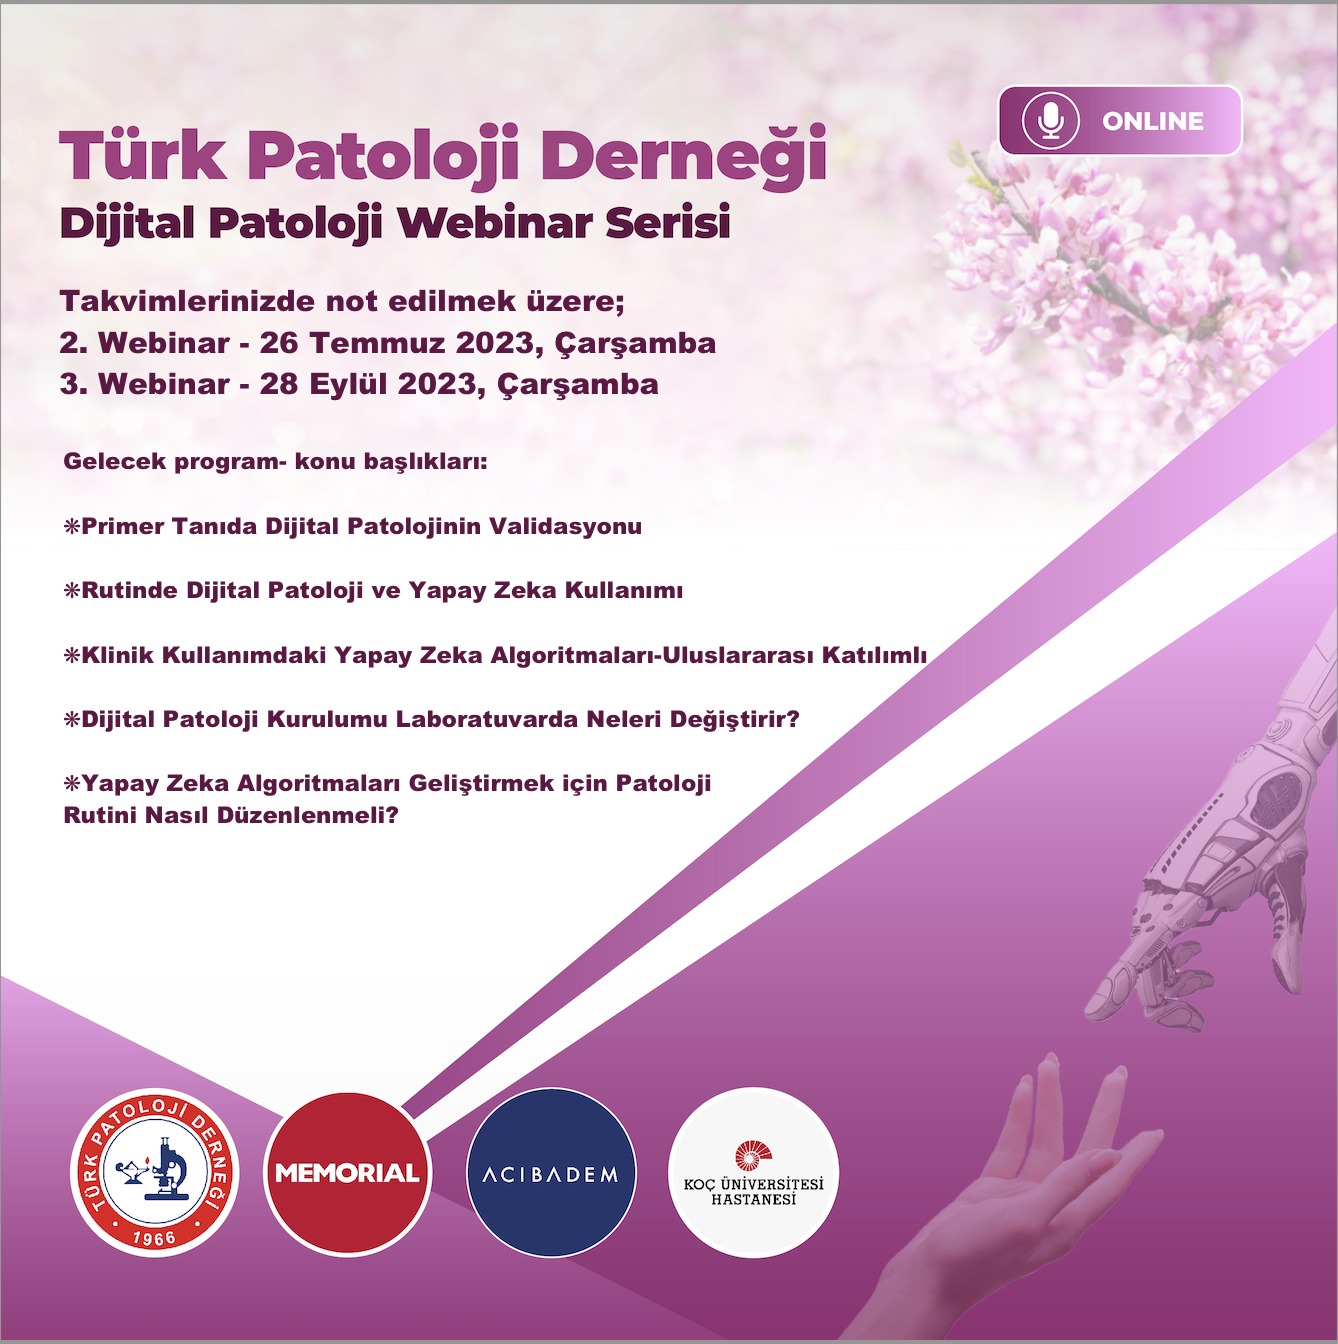 ONLINE
Türk Patoloji Derneği
Dijital Patoloji Webinar Serisi
Takvimlerinizde not edilmek üzere;
2. Webinar - 26 Temmuz 2023, Çarşamba
3. Webinar - 28 Eylül 2023, Çarşamba
Gelecek program- konu başlıkları:
❋Primer Tanıda Dijital Patolojinin Validasyonu
❋Rutinde Dijital Patoloji ve Yapay Zeka Kullanımı
❋Klinik Kullanımdaki Yapay Zeka Algoritmaları-Uluslararası Katılımlı
❋Dijital Patoloji Kurulumu Laboratuvarda Neleri Değiştirir?
❋Yapay Zeka Algoritmaları Geliştirmek için Patoloji
Rutini Nasıl Düzenlenmeli?
TÜRK PATOLOJİ DERNEĞİ
• 1966 •
MEMORIAL
ACIBADEM
KOÇ ÜNİVERSİTESİ
HASTANESİ